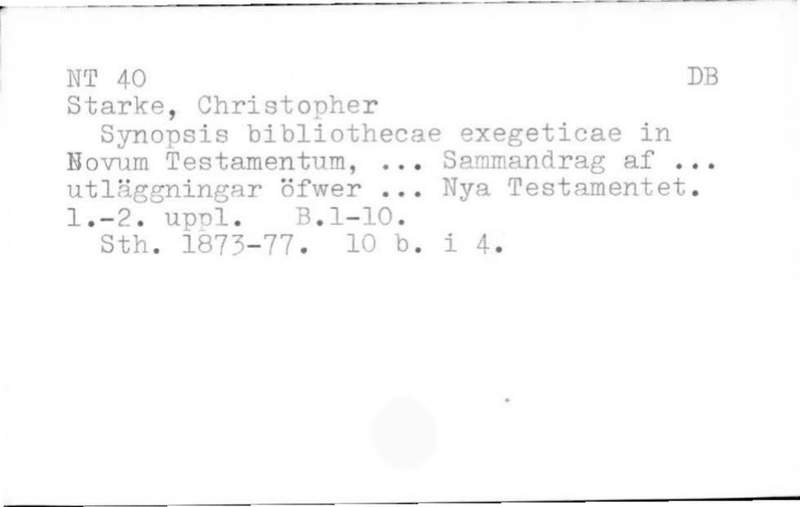 NT 40 DB
Starke, Christopher
Synopsis bibliothecae exegeticae in
Novum Testamentum, ... Sammandrag af ...
utläggningar öfwer ... Nya Testamentet.
1.-2. uppl. B.1-10.
Sth. 1873-77. 10 b. i 4.